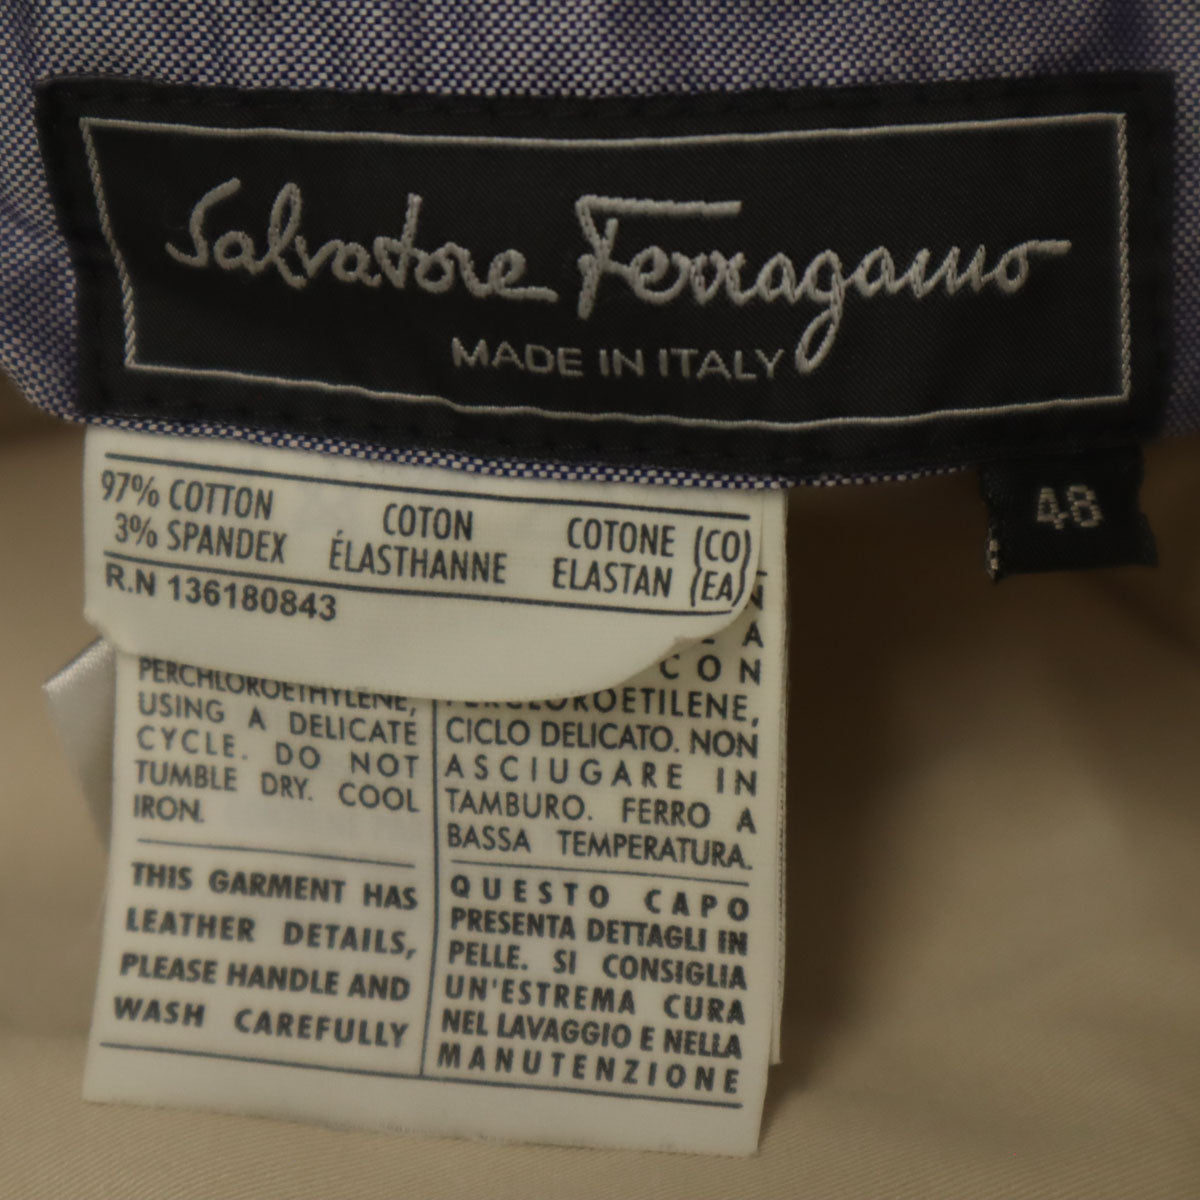 Salvatore Ferragamo
MADE IN ITALY
48
97% COTTON COTON COTONE (CO)
3% SPANDEX ÉLASTHANNE ELASTAN (EA)
R.N 136180843
PERCHLOROETHYLENE,
USING A DELICATE
CYCLE. DO NOT
TUMBLE DRY. COOL
IRON.
THIS GARMENT HAS
LEATHER DETAILS,
PLEASE HANDLE AND
WASH CAREFULLY
N
A
CON
PERCLOROETILENE,
CICLO DELICATO. NON
ASCIUGARE IN
TAMBURO. FERRO A
BASSA TEMPERATURA.
QUESTO CAPO
PRESENTA DETTAGLI IN
PELLE. SI CONSIGLIA
UN'ESTREMA CURA
NEL LAVAGGIO E NELLA
MANUTENZIONE